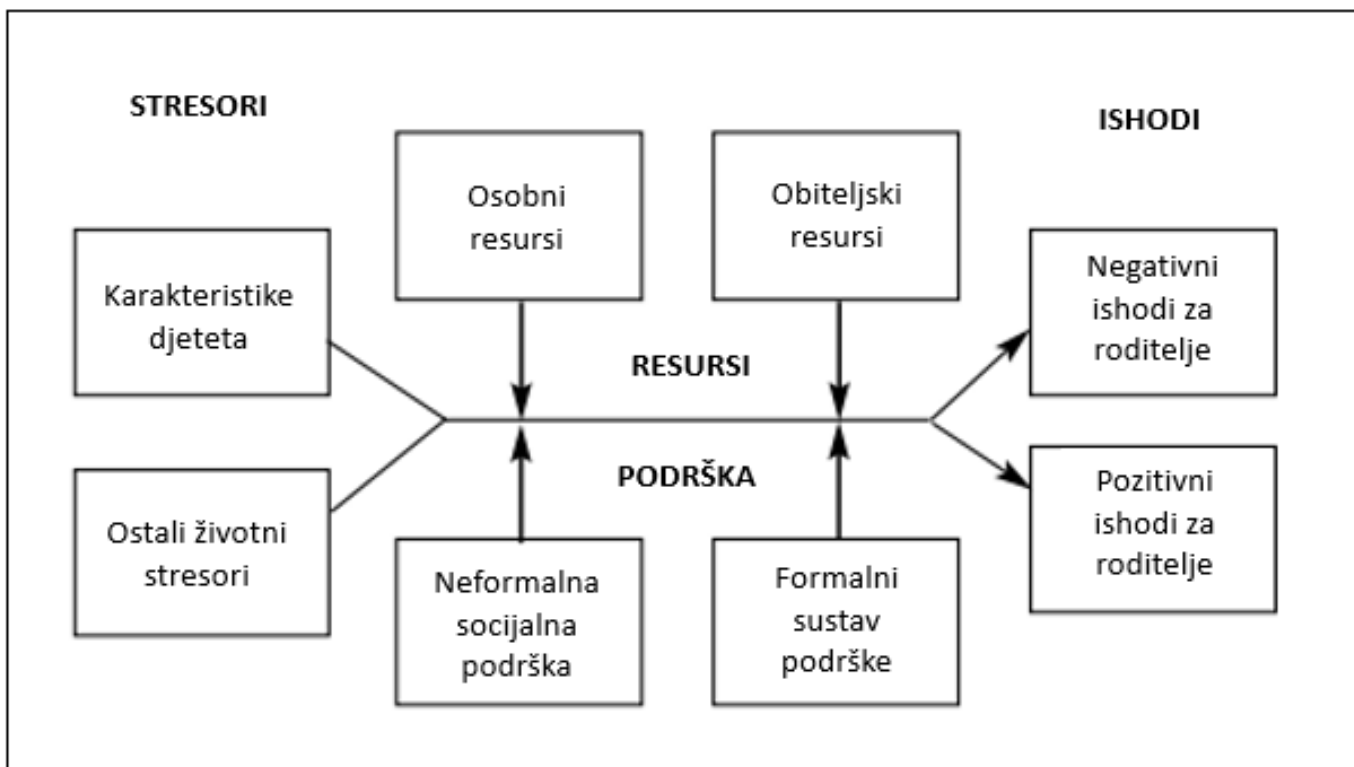 STRESORI
ISHODI
Osobni
resursi
Obiteljski
resursi
Karakteristike
djeteta
Negativni
ishodi za
roditelje
RESURSI
PODRŠKA
Ostali životni
stresori
Pozitivni
ishodi za
roditelje
Neformalna
socijalna
podrška
Formalni
sustav
podrške